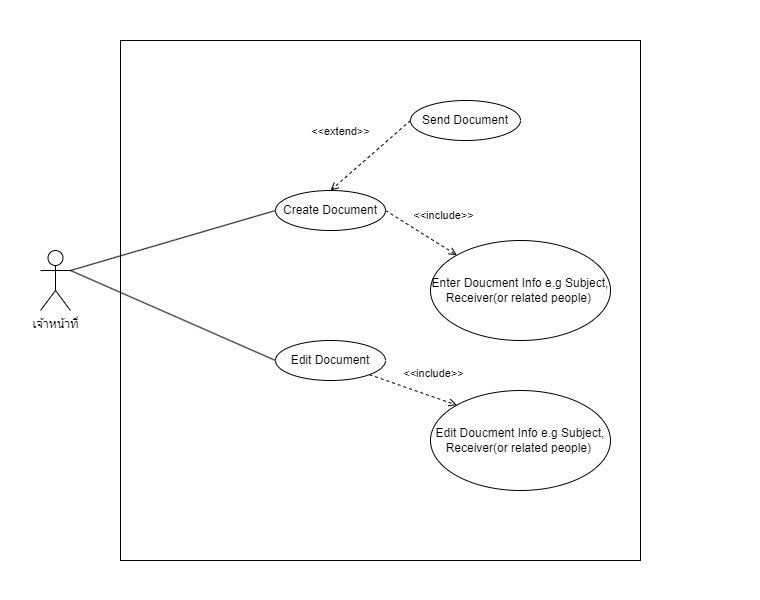 Send Document
<<extend>>
Create Document
<<include>>
Enter Doucment Info e.g Subject,
Receiver(or related people)
เจ้าหน้าที่
Edit Document
<<include>>
Edit Doucment Info e.g Subject,
Receiver(or related people)